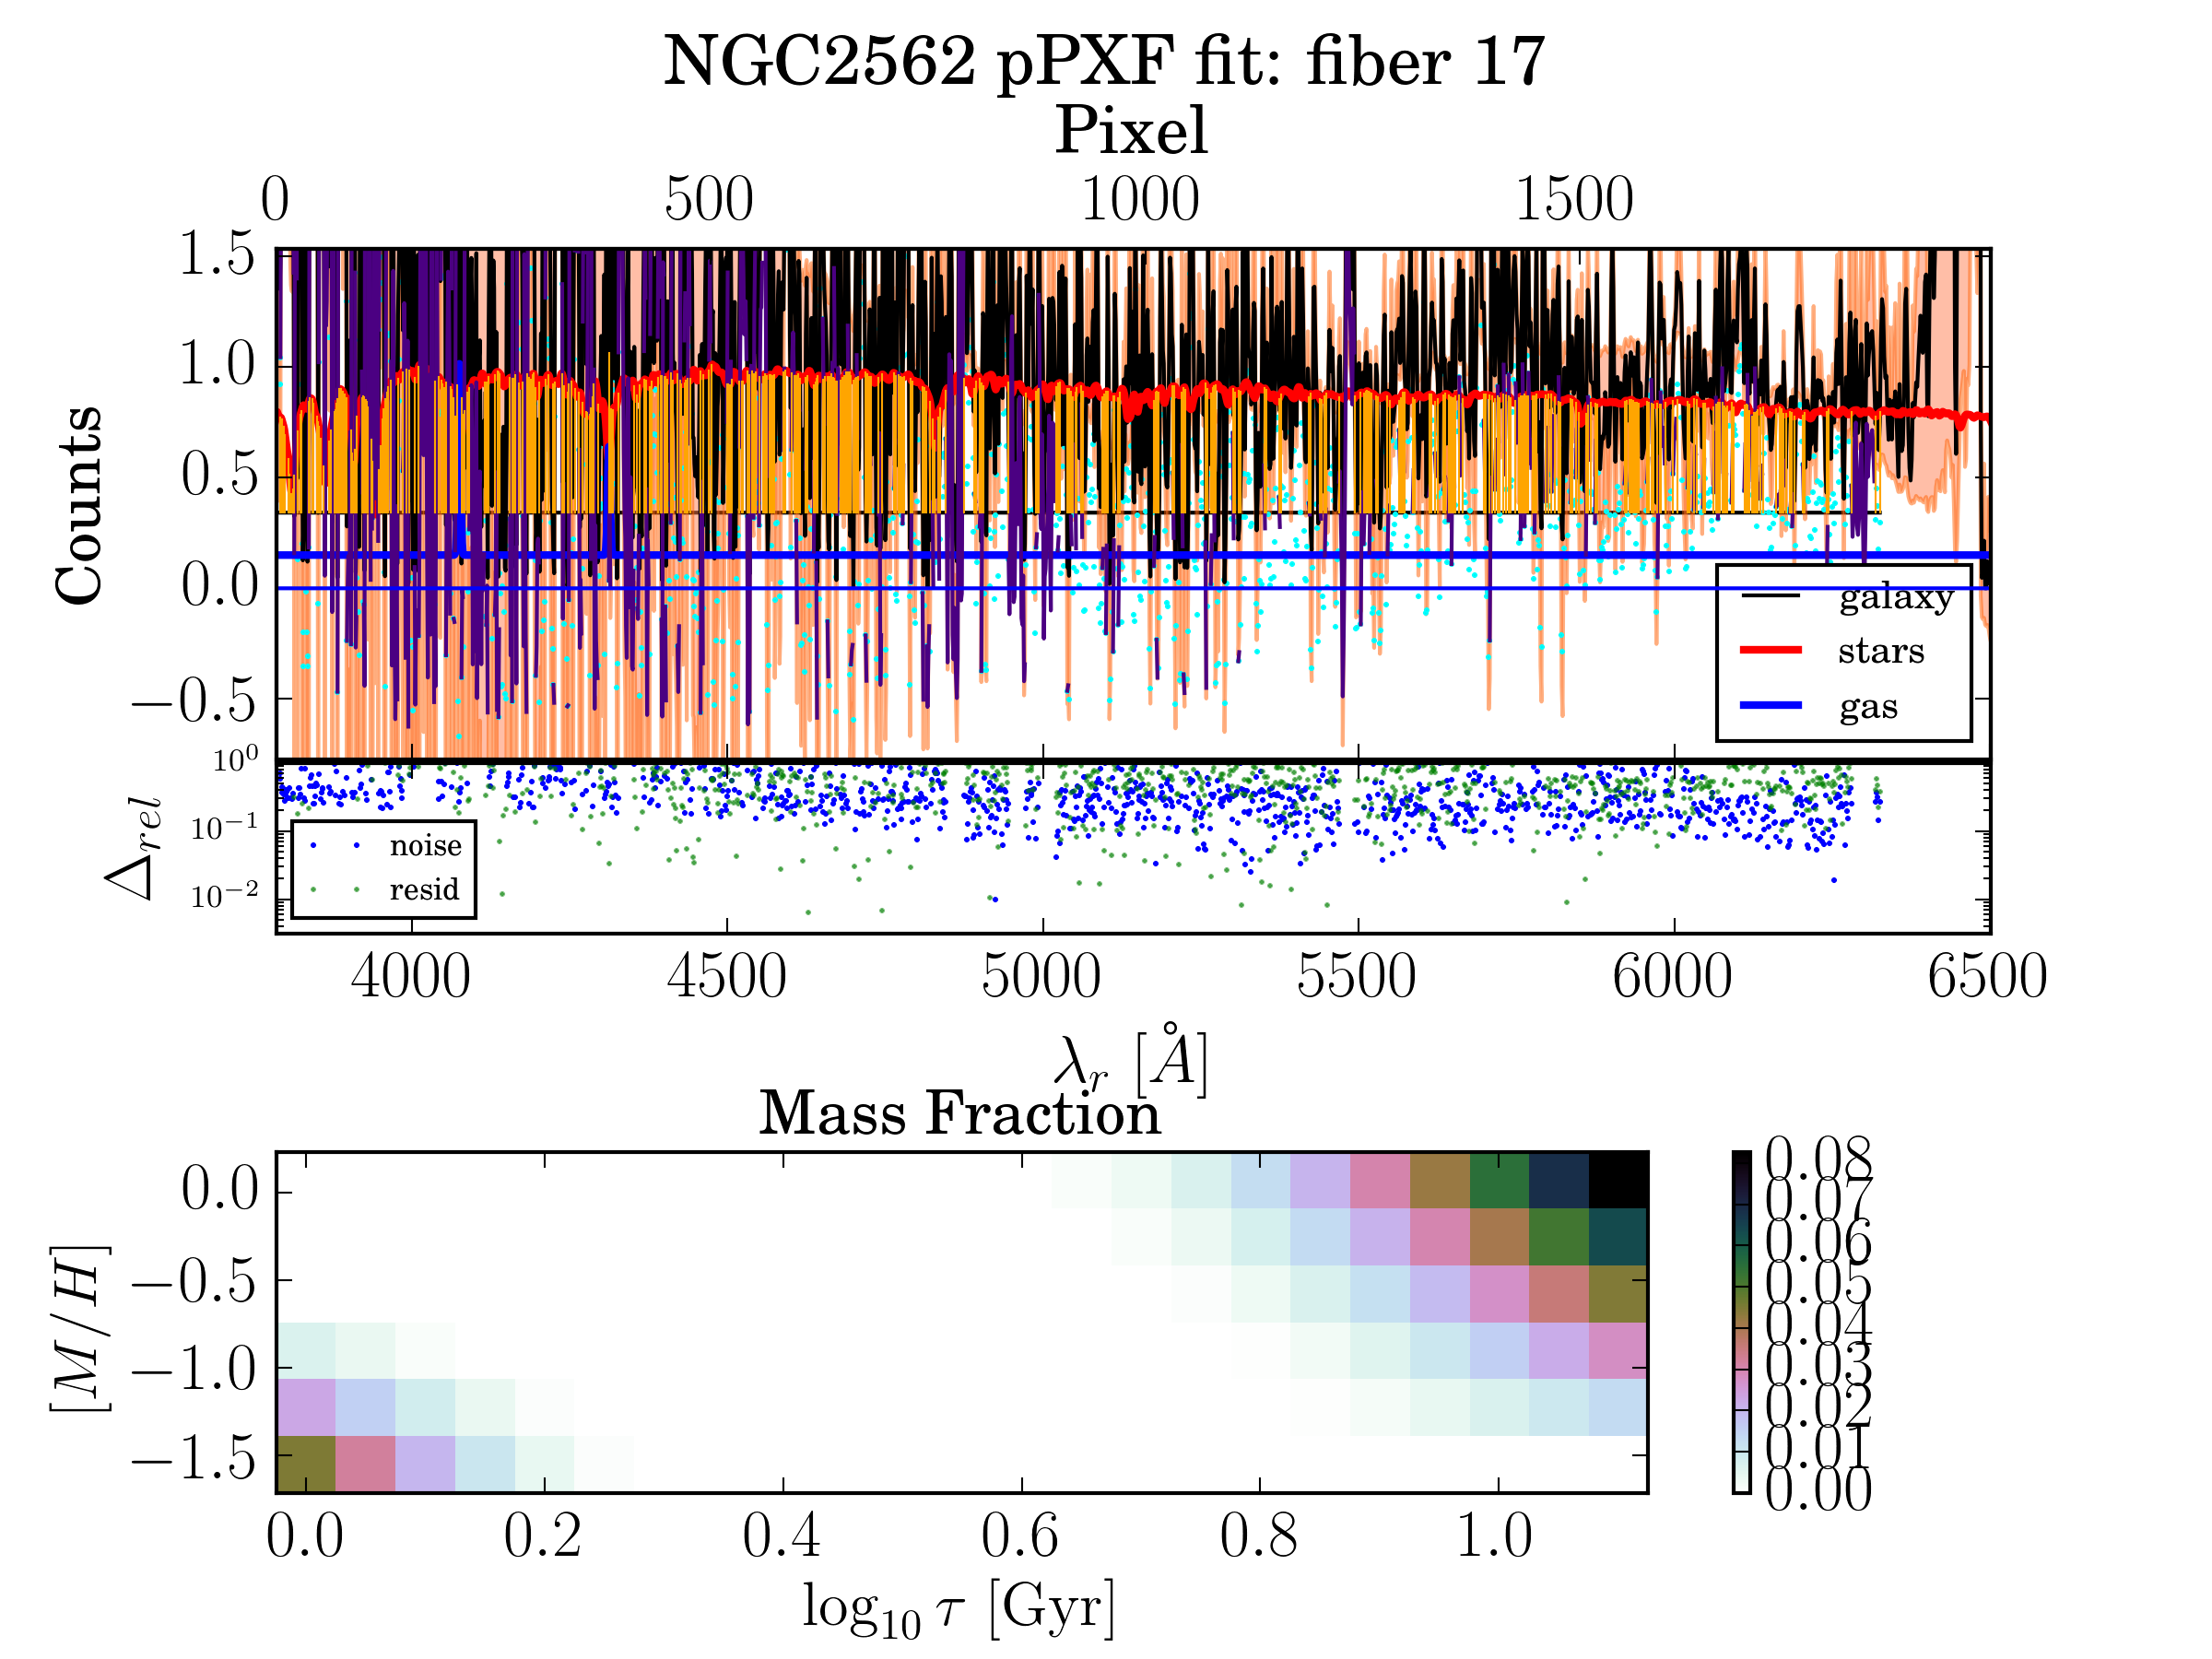 NGC2562 pPXF fit: fiber 17
Pixel
0 500 1000 1500
1.5
1.0
0.5
0.0
−0.5
Counts
galaxy
stars
gas
10⁰
10⁻¹
10⁻²
Δrel
noise
resid
4000 4500 5000 5500 6000 6500
λr [Å]
Mass Fraction
0.0
−0.5
−1.0
−1.5
[M/H]
0.08
0.07
0.06
0.05
0.04
0.03
0.02
0.01
0.00
0.0 0.2 0.4 0.6 0.8 1.0
log₁₀ τ [Gyr]